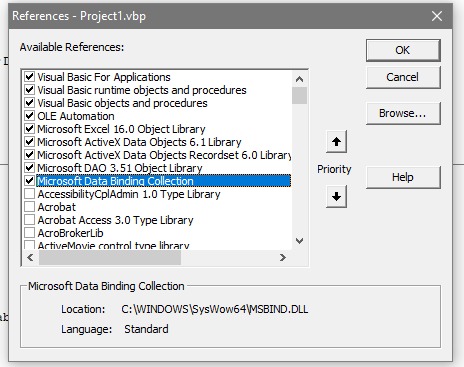 References - Project1.vbp
Available References:
OK
Visual Basic For Applications
Visual Basic runtime objects and procedures
Visual Basic objects and procedures
OLE Automation
Microsoft Excel 16.0 Object Library
Microsoft ActiveX Data Objects 6.1 Library
Microsoft ActiveX Data Objects Recordset 6.0 Library
Microsoft DAO 3.51 Object Library
Microsoft Data Binding Collection
AccessibilityCplAdmin 1.0 Type Library
Acrobat
Acrobat Access 3.0 Type Library
AcroBrokerLib
ActiveMovie control type library
Cancel
Browse...
Priority
Help
Microsoft Data Binding Collection
Location: C:\WINDOWS\SysWow64\MSBIND.DLL
Language: Standard